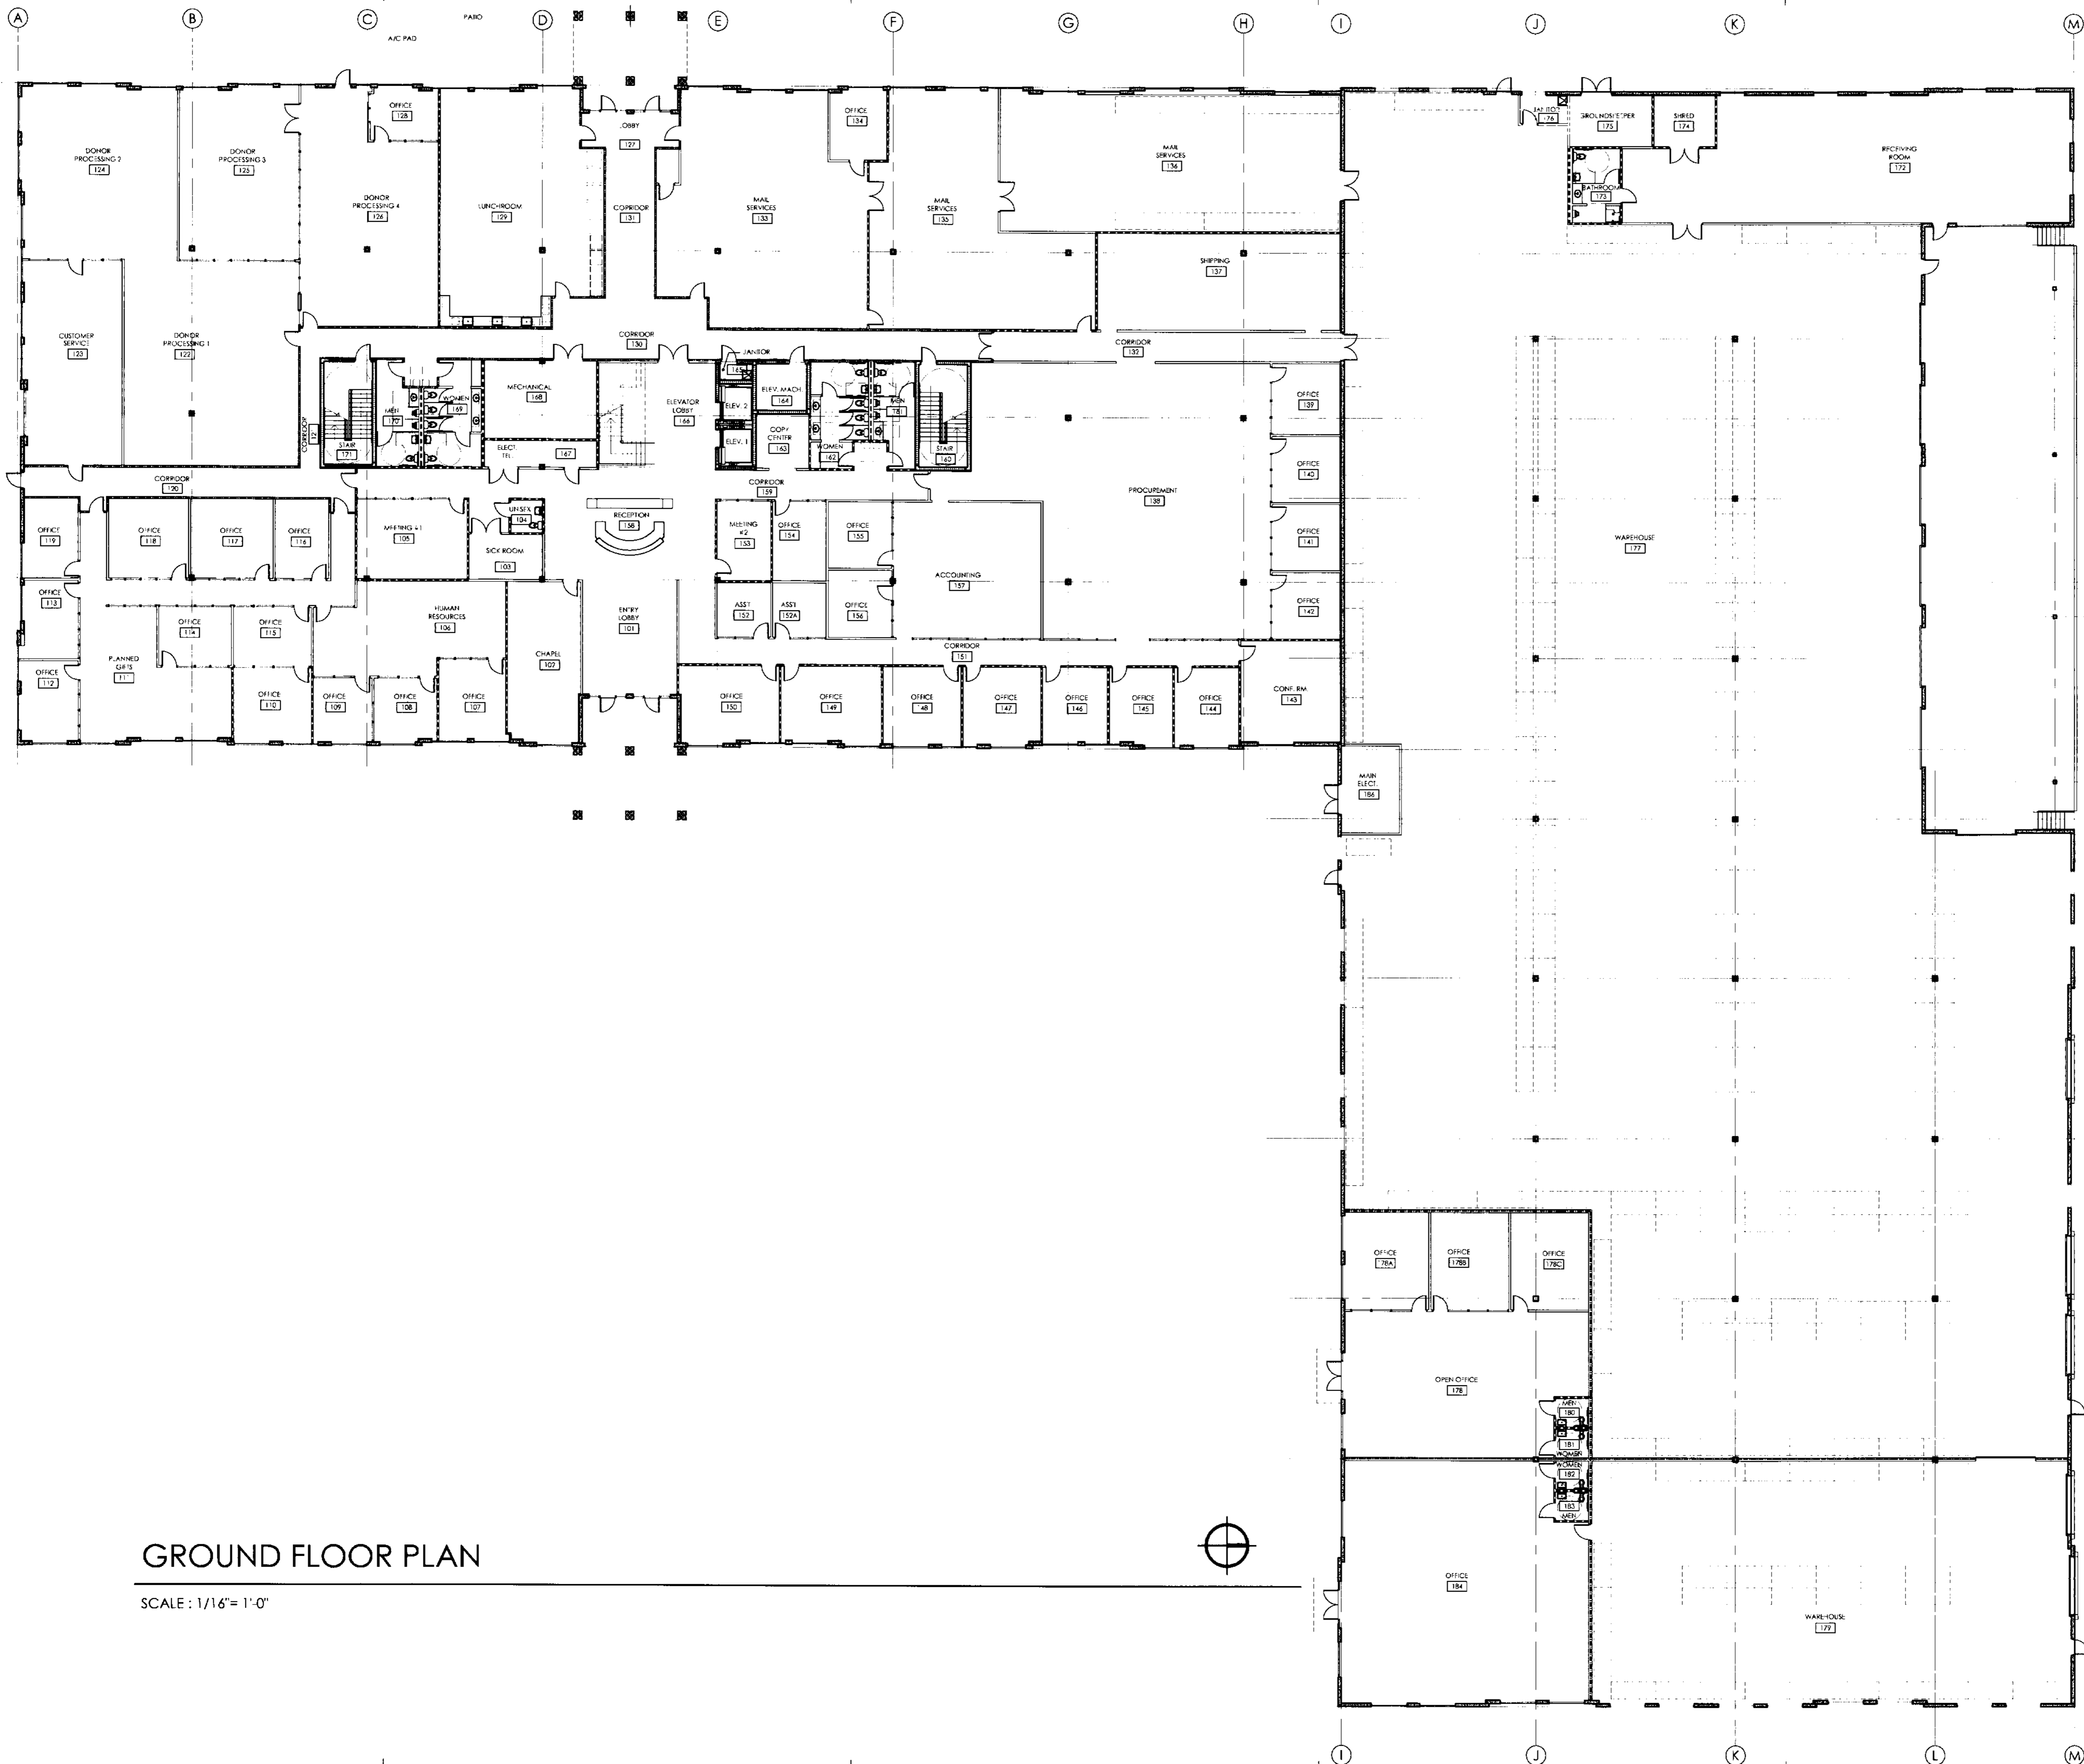 A
B
C
D
E
F
G
H
I
J
K
M
PATIO
A/C PAD
OFFICE
128
LOBBY
127
OFFICE
134
176
175
SHRED
174
DONOR
PROCESSING 2
124
DONOR
PROCESSING 3
125
DONOR
PROCESSING 4
126
LUNCHROOM
129
CORRIDOR
131
MAIL
SERVICES
133
MAIL
SERVICES
135
MAIL
SERVICES
136
RECEIVING
ROOM
172
BATHROOM
173
SHIPPING
137
CUSTOMER
SERVICE
123
DONOR
PROCESSING 1
122
CORRIDOR
130
CORRIDOR
132
JANITOR
165
MECHANICAL
168
ELEVATOR
LOBBY
166
ELEV. 2
ELEV. 1
ELEV. MACH.
164
COPY
CENTER
163
WOMEN
169
MEN
170
STAIR
171
CORRIDOR
ELECT.
TEL.
167
WOMEN
162
MEN
STAIR
160
OFFICE
139
OFFICE
140
OFFICE
141
OFFICE
142
PROCUREMENT
138
WAREHOUSE
177
CORRIDOR
120
CORRIDOR
159
OFFICE
119
OFFICE
118
OFFICE
117
OFFICE
116
MEETING #1
105
UNISEX
104
SICK ROOM
103
RECEPTION
158
MEETING
#2
153
OFFICE
154
OFFICE
155
ACCOUNTING
157
OFFICE
113
OFFICE
114
OFFICE
115
HUMAN
RESOURCES
106
ENTRY
LOBBY
101
ASST
152
ASST
152A
OFFICE
156
CORRIDOR
151
PLANNED
GIFTS
111
OFFICE
112
OFFICE
110
OFFICE
109
OFFICE
108
OFFICE
107
CHAPEL
102
OFFICE
150
OFFICE
149
OFFICE
148
OFFICE
147
OFFICE
146
OFFICE
145
OFFICE
144
CONF. RM.
143
MAIN
ELECT.
186
OFFICE
178A
OFFICE
178B
OFFICE
178C
OPEN OFFICE
178
MEN
180
181
WOMEN
WOMEN
182
183
MEN
OFFICE
184
WAREHOUSE
179
GROUND FLOOR PLAN
SCALE : 1/16"= 1'-0"
I
J
K
L
M